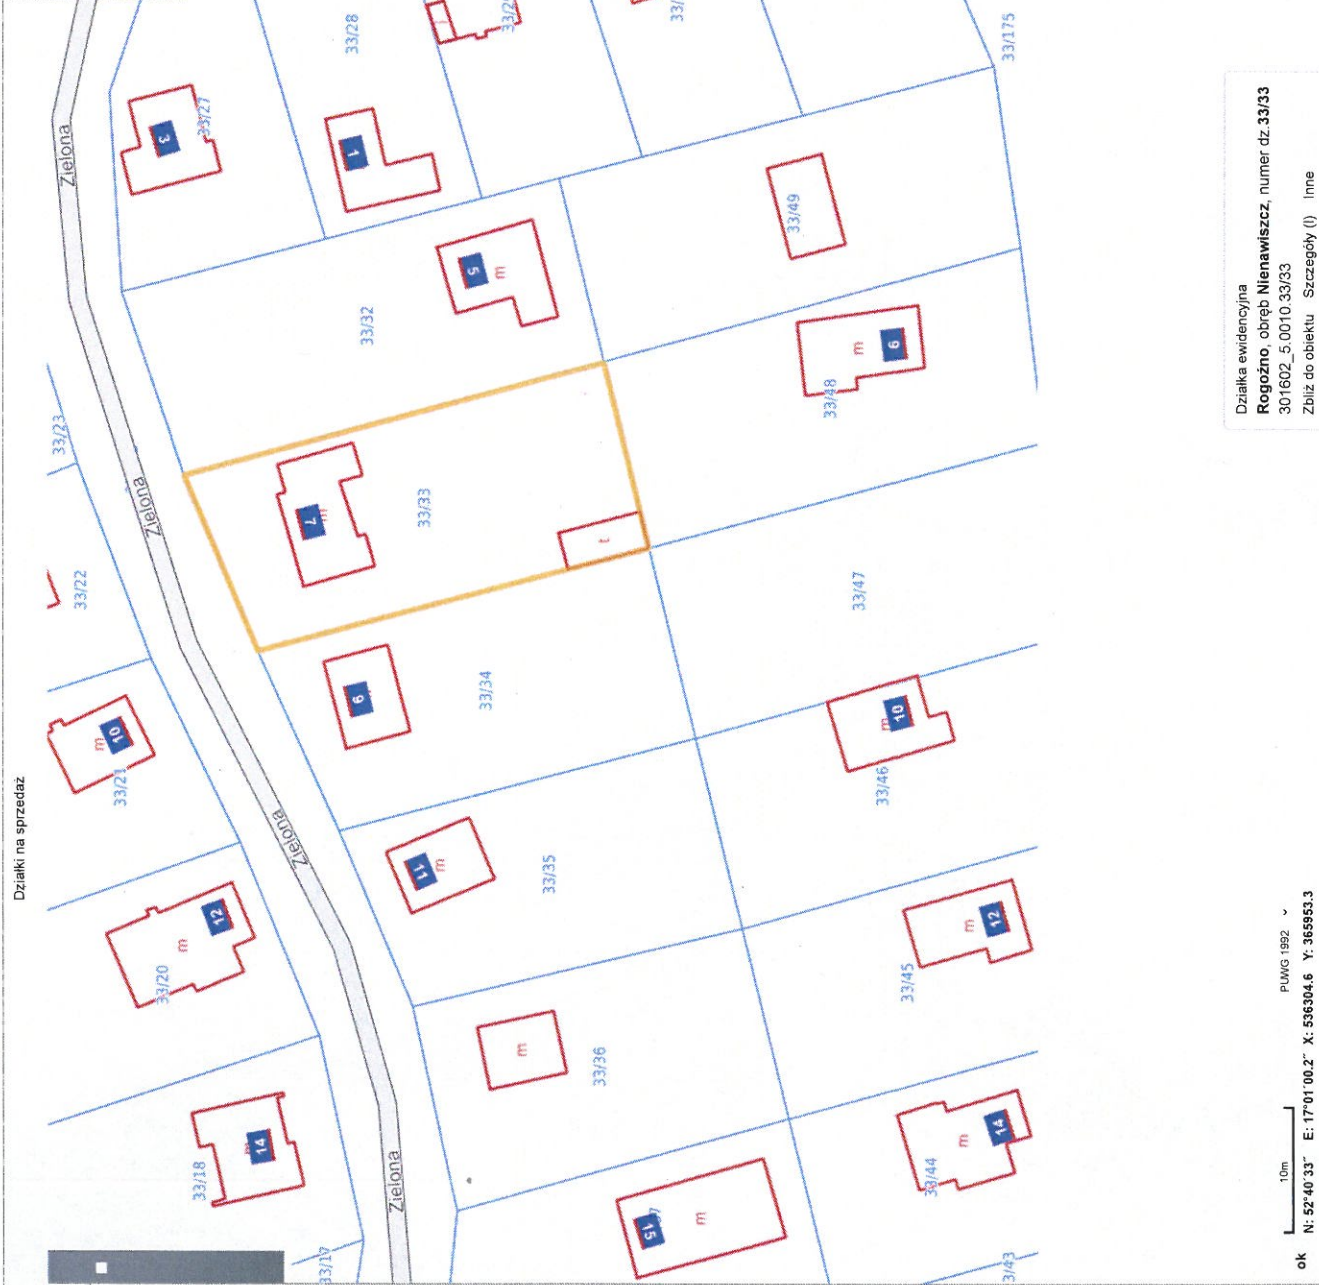 Działki na sprzedaż
Zielona
3
33/27
33/28
1
33/29
33/
33/175
33/23
Zielona
33/32
5
m
33/49
33/22
7
m
33/33
t
33/48
m
6
10
m
33/21
Zielona
9
33/34
33/47
12
m
33/20
11
m
33/35
10
m
33/46
14
m
33/18
Zielona
m
33/36
12
m
33/45
33/17
15
m
14
m
33/44
3/43
Działka ewidencyjna
Rogoźno, obręb Nienawiszcz, numer dz.33/33
301602_5.0010.33/33
Zbliż do obiektu Szczegóły (I) Inne
10m
PUWG 1992
ok N: 52°40'33" E: 17°01'00.2" X: 536304.6 Y: 365953.3